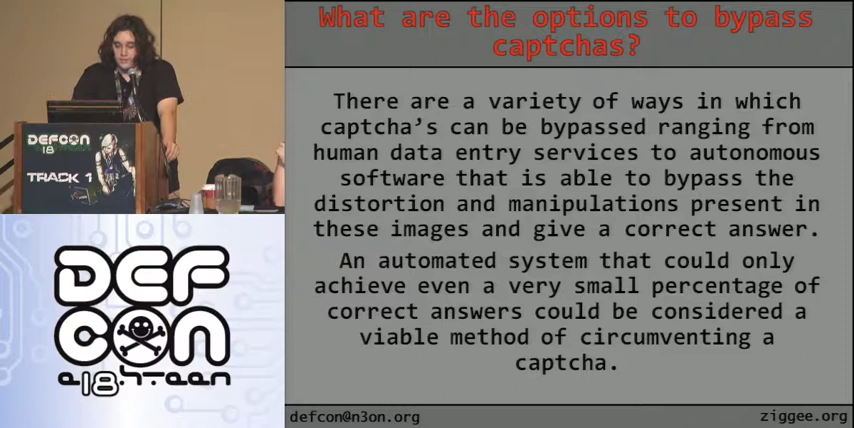 What are the options to bypass
captchas?
There are a variety of ways in which
captcha's can be bypassed ranging from
human data entry services to autonomous
software that is able to bypass the
distortion and manipulations present in
these images and give a correct answer.
An automated system that could only
achieve even a very small percentage of
correct answers could be considered a
viable method of circumventing a
captcha.
defcon@n3on.org
ziggee.org
DEFCON
18
TRACK 1
DEF
CON
e18hteen